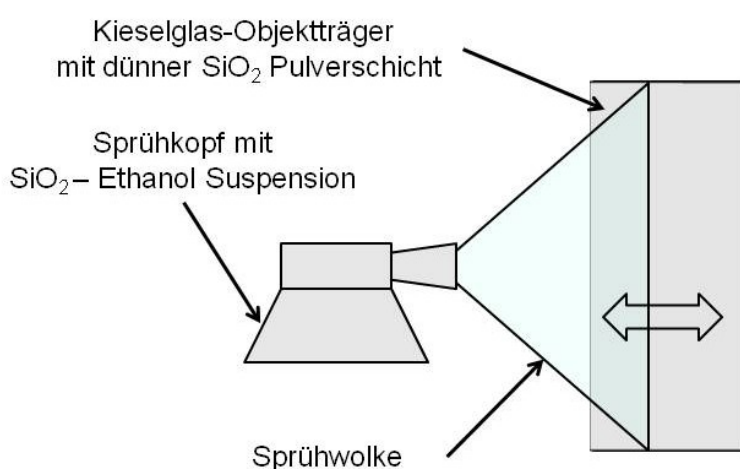 Kieselglas-Objektträger
mit dünner SiO₂ Pulverschicht
Sprühkopf mit
SiO₂– Ethanol Suspension
Sprühwolke